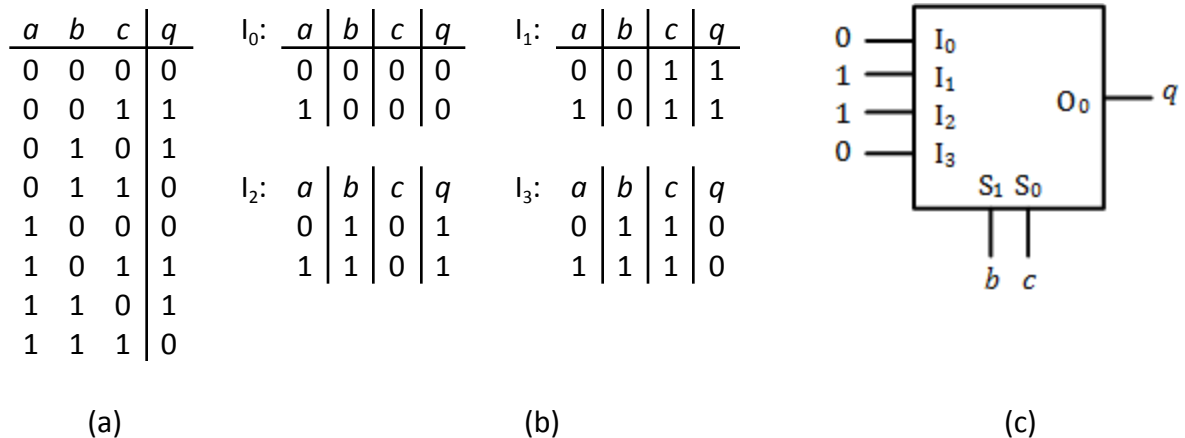 a b c q
0 0 0 0
0 0 1 1
0 1 0 1
0 1 1 0
1 0 0 0
1 0 1 1
1 1 0 1
1 1 1 0
(a)
I0: a b c q
0 0 0 0
1 0 0 0
I1: a b c q
0 0 1 1
1 0 1 1
I2: a b c q
0 1 0 1
1 1 0 1
I3: a b c q
0 1 1 0
1 1 1 0
(b)
0 I0
1 I1
1 I2
0 I3
O0 q
S1 S0
b c
(c)